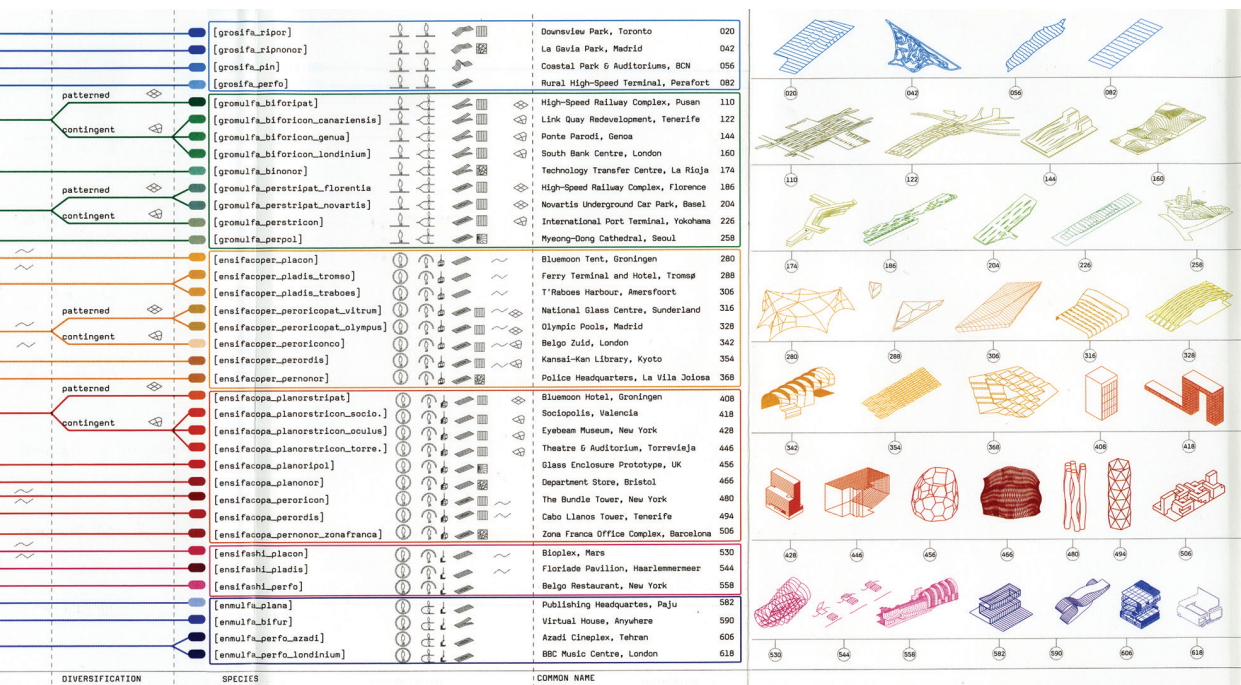 [grosifa_ripor] Downsview Park, Toronto 020
[grosifa_ripnonor] La Gavia Park, Madrid 042
[grosifa_pin] Coastal Park & Auditoriums, BCN 056
[grosifa_perfo] Rural High-Speed Terminal, Perafort 082
patterned
[gromulfa_biforipat] High-Speed Railway Complex, Pusan 110
[gromulfa_biforicon_canariensis] Link Quay Redevelopment, Tenerife 122
contingent
[gromulfa_biforicon_genua] Ponte Parodi, Genoa 144
[gromulfa_biforicon_londinium] South Bank Centre, London 160
[gromulfa_binonor] Technology Transfer Centre, La Rioja 174
patterned
[gromulfa_perstripat_florentia High-Speed Railway Complex, Florence 186
[gromulfa_perstripat_novartis] Novartis Underground Car Park, Basel 204
contingent
[gromulfa_perstricon] International Port Terminal, Yokohama 226
[gromulfa_perpol] Myeong-Dong Cathedral, Seoul 258
[ensifacoper_placon] Bluemoon Tent, Groningen 280
[ensifacoper_pladis_tromso] Ferry Terminal and Hotel, Tromsø 288
[ensifacoper_pladis_traboes] T'Raboes Harbour, Amersfoort 306
patterned
[ensifacoper_peroricopat_vitrum] National Glass Centre, Sunderland 316
[ensifacoper_peroricopat_olympus] Olympic Pools, Madrid 328
contingent
[ensifacoper_peroriconco] Belgo Zuid, London 342
[ensifacoper_perordis] Kansai-Kan Library, Kyoto 354
[ensifacoper_pernonor] Police Headquarters, La Vila Joiosa 368
patterned
[ensifacopa_planorstripat] Bluemoon Hotel, Groningen 408
[ensifacopa_planorstricon_socio.] Sociopolis, Valencia 418
contingent
[ensifacopa_planorstricon_oculus] Eyebeam Museum, New York 428
[ensifacopa_planorstricon_torre.] Theatre & Auditorium, Torrevieja 446
[ensifacopa_planoripol] Glass Enclosure Prototype, UK 456
[ensifacopa_planonor] Department Store, Bristol 466
[ensifacopa_peroricon] The Bundle Tower, New York 480
[ensifacopa_perordis] Cabo Llanos Tower, Tenerife 494
[ensifacopa_pernonor_zonafranca] Zona Franca Office Complex, Barcelona 506
[ensifashi_placon] Bioplex, Mars 530
[ensifashi_pladis] Floriade Pavilion, Haarlemmermeer 544
[ensifashi_perfo] Belgo Restaurant, New York 558
[enmulfa_plana] Publishing Headquartes, Paju 582
[enmulfa_bifur] Virtual House, Anywhere 590
[enmulfa_perfo_azadi] Azadi Cineplex, Tehran 606
[enmulfa_perfo_londinium] BBC Music Centre, London 618
DIVERSIFICATION SPECIES COMMON NAME
020 042 056 082
110 122 144 160
174 186 204 226 258
280 288 306 316 328
342 354 368 408 418
428 446 456 466 480 494 506
530 544 558 582 590 606 618